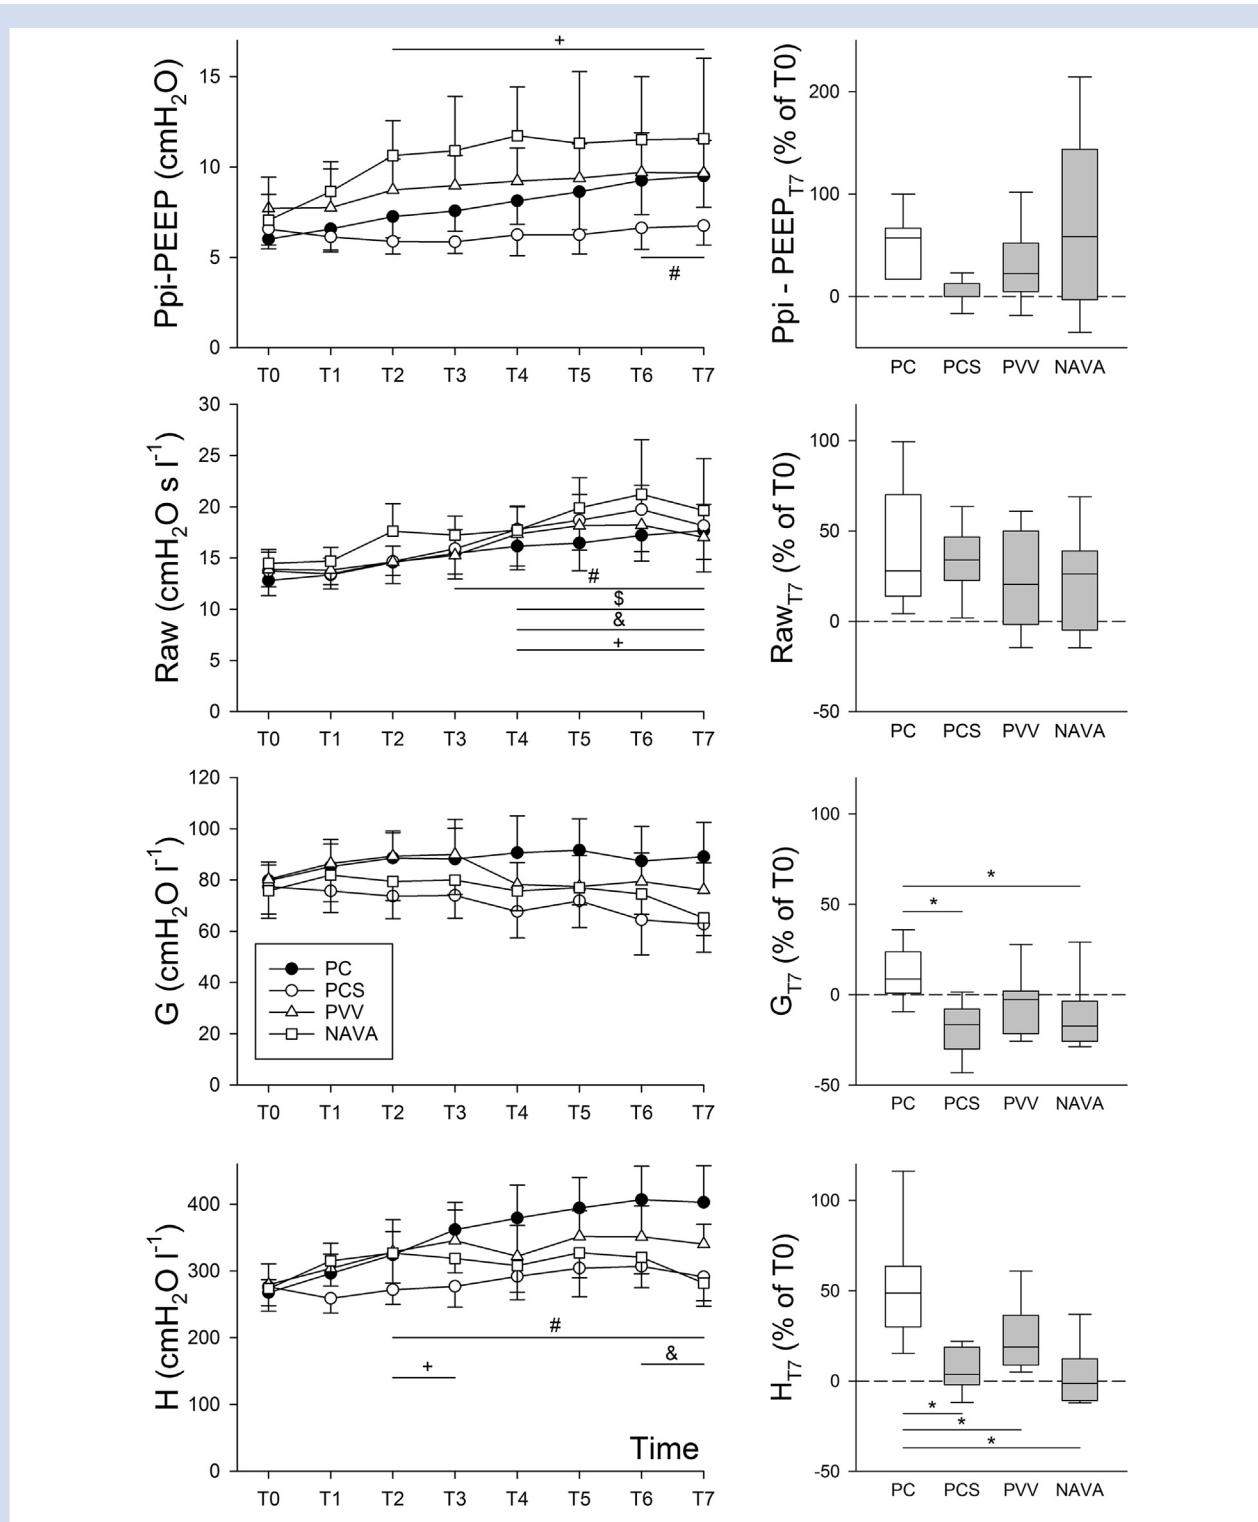 Ppi-PEEP (cmH2O)
15
10
5
0
+
#
T0 T1 T2 T3 T4 T5 T6 T7
Ppi - PEEPT7 (% of T0)
200
100
0
PC PCS PVV NAVA
Raw (cmH2O s l-1)
30
25
20
15
10
5
0
#
$
&
+
T0 T1 T2 T3 T4 T5 T6 T7
RawT7 (% of T0)
100
50
0
-50
PC PCS PVV NAVA
G (cmH2O l-1)
120
100
80
60
40
20
0
PC
PCS
PVV
NAVA
T0 T1 T2 T3 T4 T5 T6 T7
GT7 (% of T0)
100
50
0
-50
*
*
PC PCS PVV NAVA
H (cmH2O l-1)
400
300
200
100
0
#
&
+
Time
T0 T1 T2 T3 T4 T5 T6 T7
HT7 (% of T0)
100
50
0
-50
*
*
*
PC PCS PVV NAVA